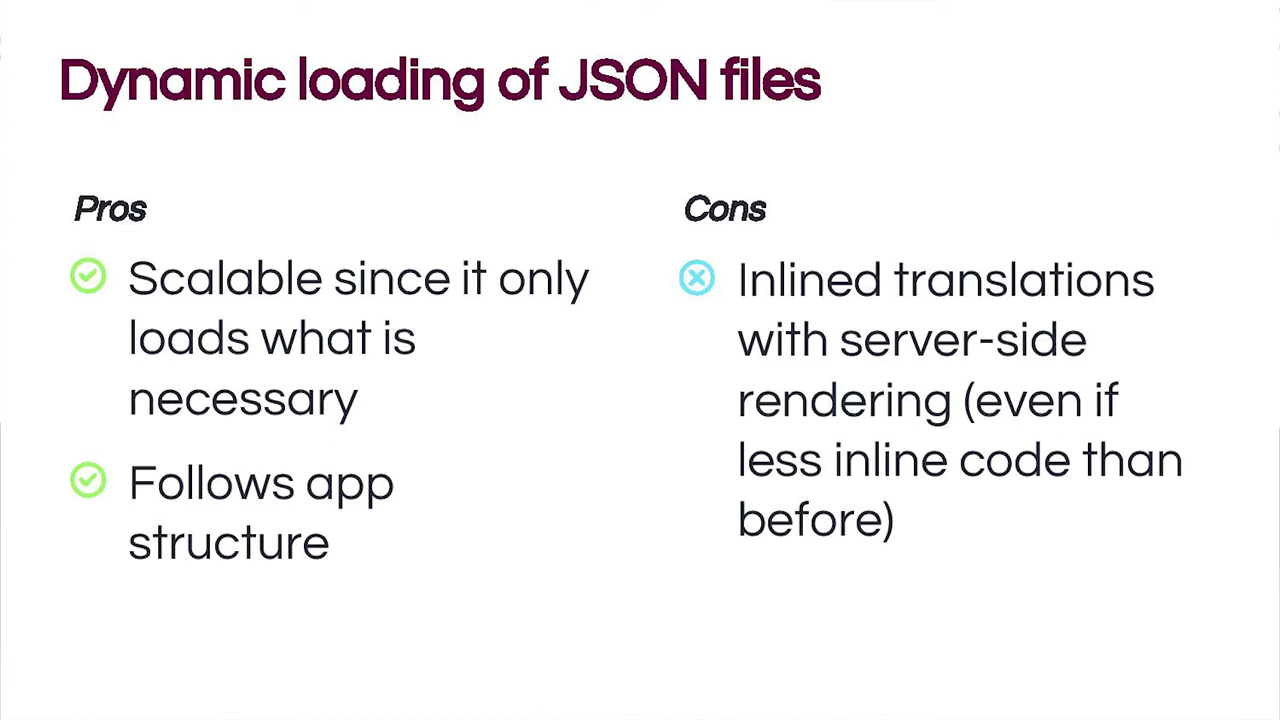 Dynamic loading of JSON files
Pros
Scalable since it only
loads what is
necessary
Follows app
structure
Cons
Inlined translations
with server-side
rendering (even if
less inline code than
before)